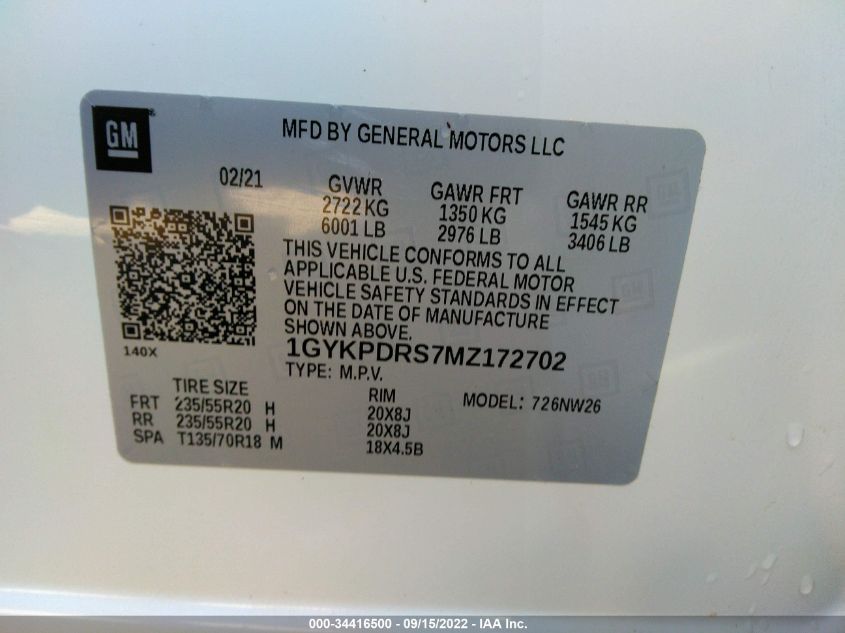 GM
MFD BY GENERAL MOTORS LLC
02/21 GVWR GAWR FRT GAWR RR
2722 KG 1350 KG 1545 KG
6001 LB 2976 LB 3406 LB
THIS VEHICLE CONFORMS TO ALL
APPLICABLE U.S. FEDERAL MOTOR
VEHICLE SAFETY STANDARDS IN EFFECT
ON THE DATE OF MANUFACTURE
SHOWN ABOVE.
140X
1GYKPDRS7MZ172702
TYPE: M.P.V.
TIRE SIZE RIM MODEL: 726NW26
FRT 235/55R20 H 20X8J
RR 235/55R20 H 20X8J
SPA T135/70R18 M 18X4.5B
000-34416500 - 09/15/2022 - IAA Inc.